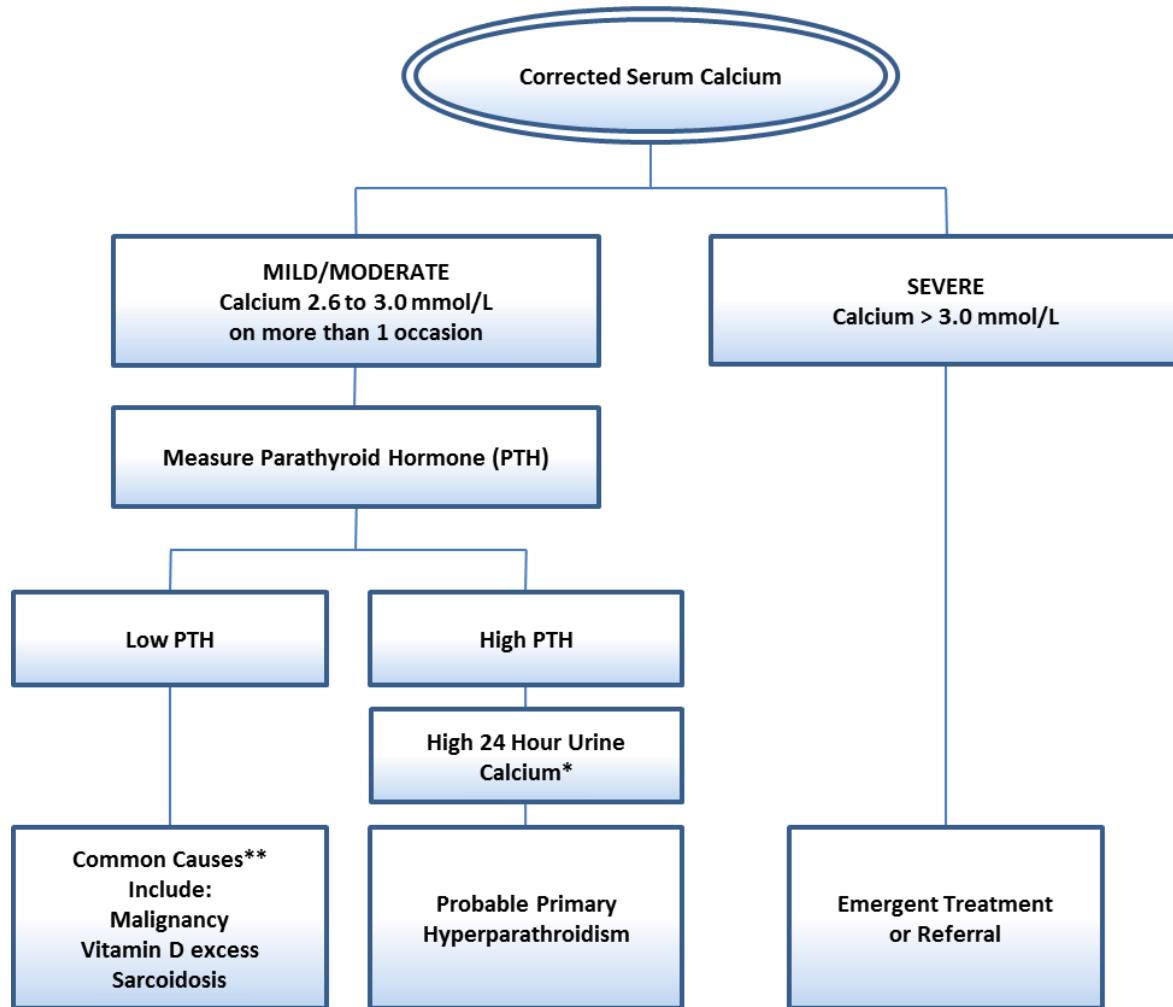 Corrected Serum Calcium
MILD/MODERATE
Calcium 2.6 to 3.0 mmol/L
on more than 1 occasion
SEVERE
Calcium > 3.0 mmol/L
Measure Parathyroid Hormone (PTH)
Low PTH
High PTH
High 24 Hour Urine
Calcium*
Common Causes**
Include:
Malignancy
Vitamin D excess
Sarcoidosis
Probable Primary
Hyperparathroidism
Emergent Treatment
or Referral